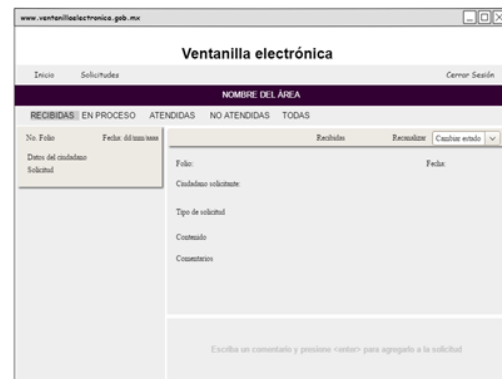 www.ventanillaelectronica.gob.mx
Ventanilla electrónica
Inicio Solicitudes Cerrar Sesión
NOMBRE DEL ÁREA
RECIBIDAS EN PROCESO ATENDIDAS NO ATENDIDAS TODAS
No. Folio Fecha: dd/mm/aaaa
Datos del ciudadano
Solicitud
Recibidas Recanalizar Cambiar estado
Folio: Fecha:
Ciudadano solicitante:
Tipo de solicitud
Contenido
Comentarios
Escriba un comentario y presione <enter> para agregarlo a la solicitud